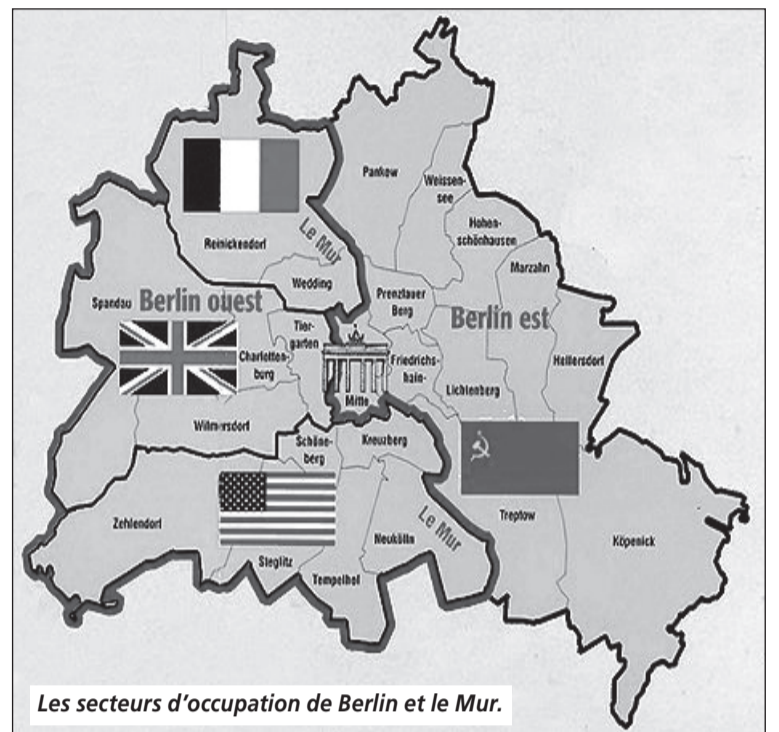 Pankow
Weissen-
see
Hohen-
schönhausen
Le Mur
Reinickendorf
Marzahn
Wedding
Prenzlauer
Berg
Spandau
Berlin ouest
Berlin est
Tier-
garten
Charlotten-
burg
Friedrichs-
hain-
Hellersdorf
Lichtenberg
Mitte
Wilmersdorf
Schöne-
berg
Kreuzberg
Zehlendorf
Le Mur
Treptow
Neukölln
Köpenick
Steglitz
Tempelhof
Les secteurs d'occupation de Berlin et le Mur.